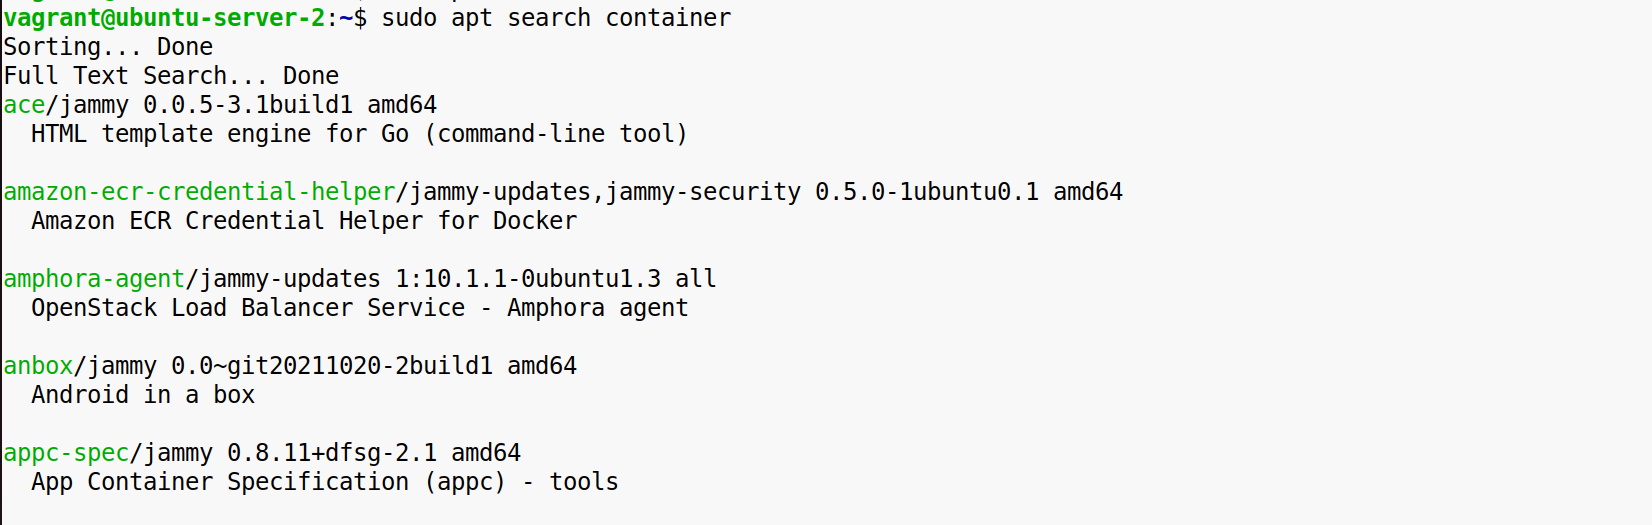 vagrant@ubuntu-server-2:~$ sudo apt search container
Sorting... Done
Full Text Search... Done
ace/jammy 0.0.5-3.1build1 amd64
  HTML template engine for Go (command-line tool)

amazon-ecr-credential-helper/jammy-updates,jammy-security 0.5.0-1ubuntu0.1 amd64
  Amazon ECR Credential Helper for Docker

amphora-agent/jammy-updates 1:10.1.1-0ubuntu1.3 all
  OpenStack Load Balancer Service - Amphora agent

anbox/jammy 0.0~git20211020-2build1 amd64
  Android in a box

appc-spec/jammy 0.8.11+dfsg-2.1 amd64
  App Container Specification (appc) - tools